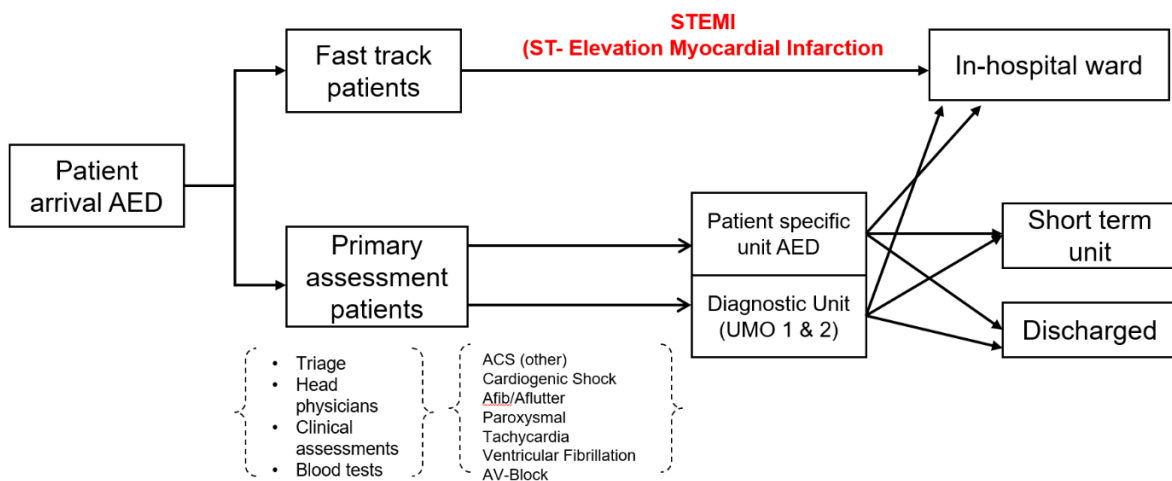 STEMI
(ST- Elevation Myocardial Infarction
Fast track
patients
In-hospital ward
Patient
arrival AED
Primary
assessment
patients
Patient specific
unit AED
Diagnostic Unit
(UMO 1 & 2)
Short term
unit
Discharged
• Triage
• Head
physicians
• Clinical
assessments
• Blood tests
ACS (other)
Cardiogenic Shock
Afib/Aflutter
Paroxysmal
Tachycardia
Ventricular Fibrillation
AV-Block